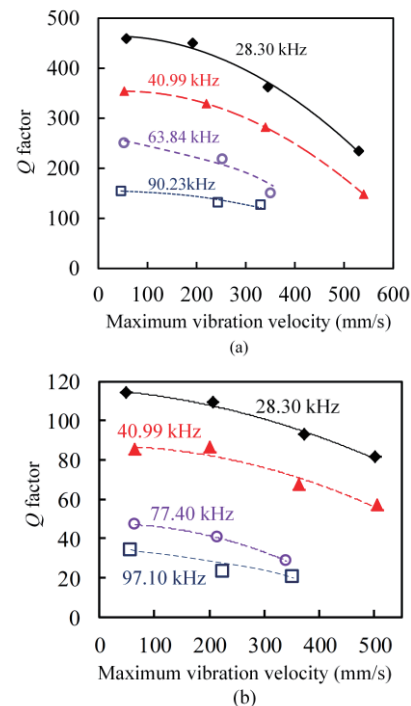 500
400
300
200
100
0
Q factor
28.30 kHz
40.99 kHz
63.84 kHz
90.23kHz
0 100 200 300 400 500 600
Maximum vibration velocity (mm/s)
(a)
120
100
80
60
40
20
0
Q factor
28.30 kHz
40.99 kHz
77.40 kHz
97.10 kHz
0 100 200 300 400 500
Maximum vibration velocity (mm/s)
(b)